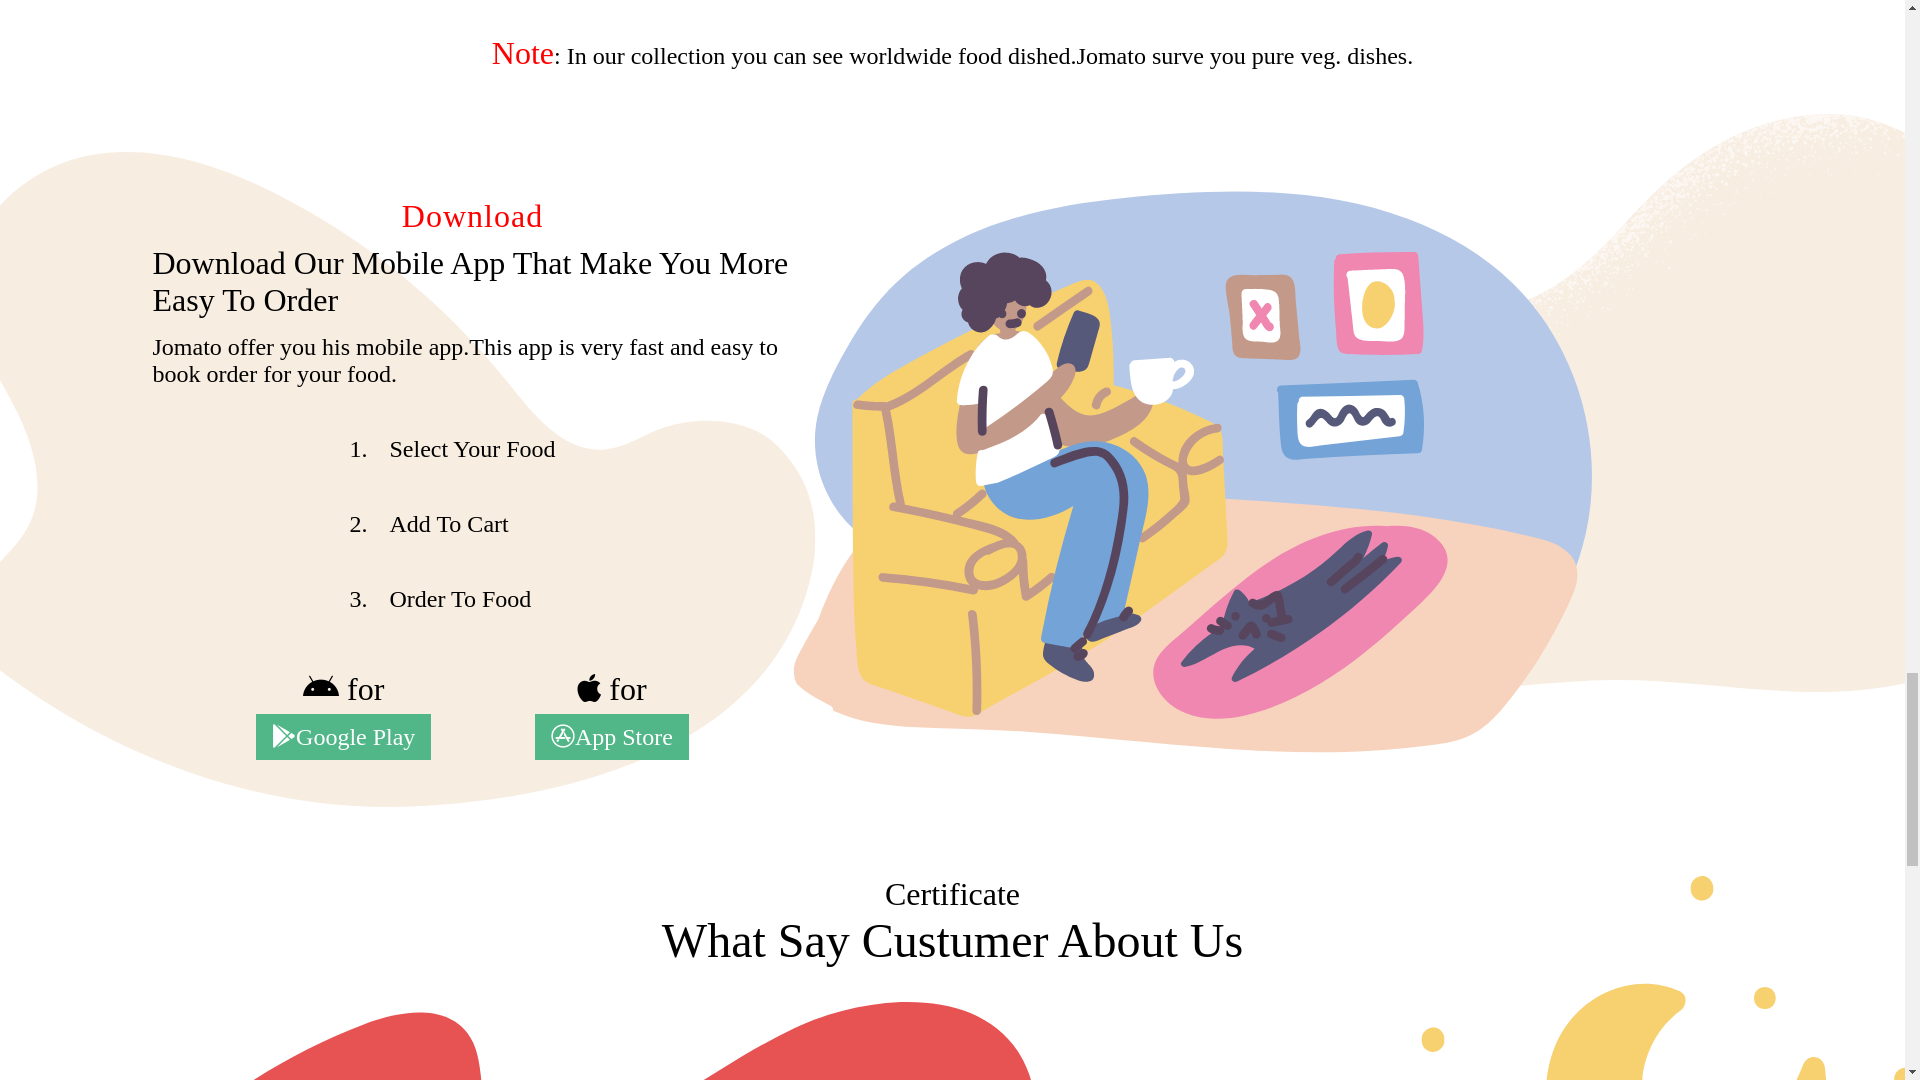 Note: In our collection you can see worldwide food dished.Jomato surve you pure veg. dishes.
Download
Download Our Mobile App That Make You More
Easy To Order
Jomato offer you his mobile app.This app is very fast and easy to
book order for your food.
1. Select Your Food
2. Add To Cart
3. Order To Food
for
Google Play
for
App Store
Certificate
What Say Custumer About Us